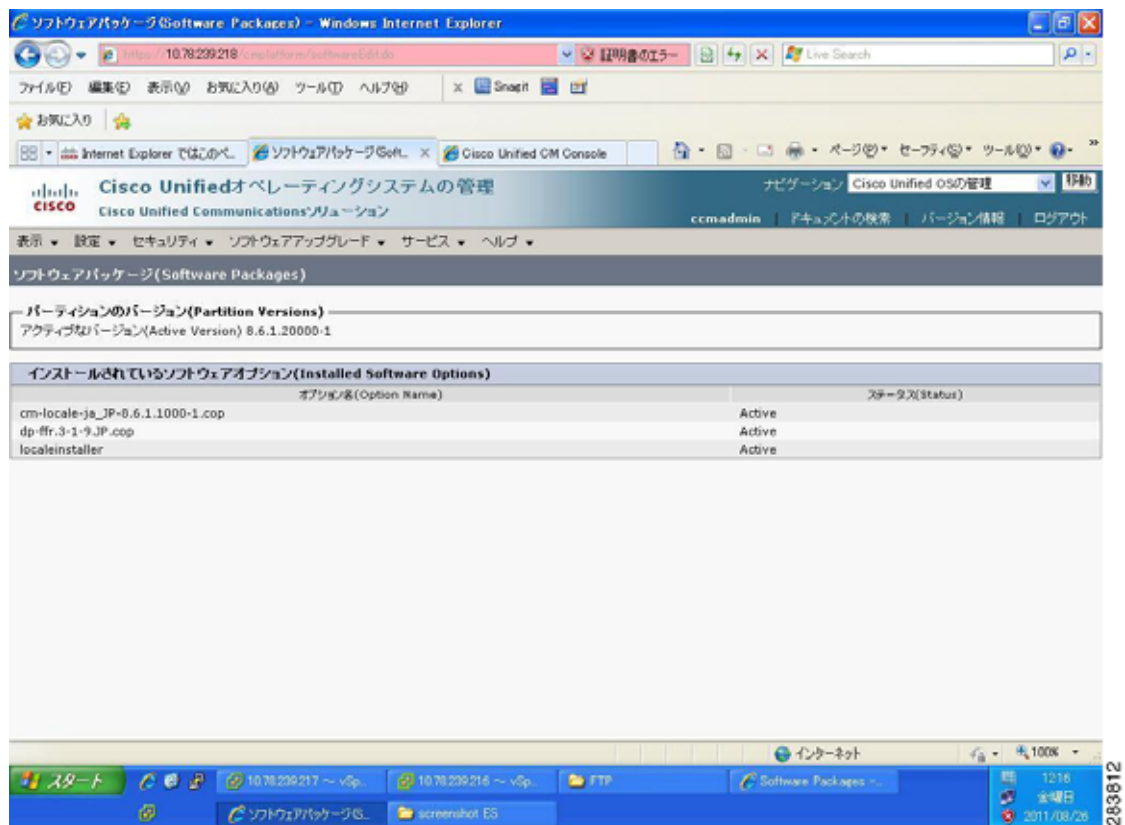 ソフトウェアパッケージ(Software Packages) - Windows Internet Explorer
https://10.78.239.218/cmplatform/softwareEdit.do
証明書のエラー
Live Search
ファイル(F) 編集(E) 表示(V) お気に入り(A) ツール(T) ヘルプ(H) x Snagit
お気に入り
Internet Explorer ではこのペ... ソフトウェアパッケージ(Soft... Cisco Unified CM Console
ページ(P) セーフティ(S) ツール(O)
cisco
Cisco Unifiedオペレーティングシステムの管理
Cisco Unified Communicationsソリューション
ナビゲーション Cisco Unified OSの管理 移動
ccmadmin | ドキュメントの検索 | バージョン情報 | ログアウト
表示 設定 セキュリティ ソフトウェアアップグレード サービス ヘルプ
ソフトウェアパッケージ(Software Packages)
パーティションのバージョン(Partition Versions)
アクティブなバージョン(Active Version) 8.6.1.20000-1
インストールされているソフトウェアオプション(Installed Software Options)
オプション名(Option Name) ステータス(Status)
cm-locale-ja_JP-8.6.1.1000-1.cop Active
dp-ffr.3-1-9.JP.cop Active
localeinstaller Active
インターネット 100%
スタート 10.78.239.217 ～ vSp... 10.78.239.216 ～ vSp... FTP Software Packages -... 12:16
ソフトウェアパッケージ(S... screenshot ES 金曜日
2011/08/26
283812